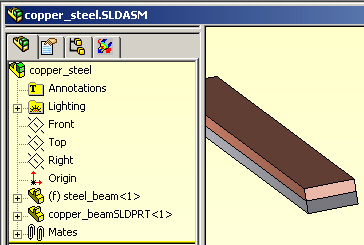 copper_steel.SLDASM
copper_steel
Annotations
Lighting
Front
Top
Right
Origin
(f) steel_beam<1>
copper_beamSLDPRT<1>
Mates